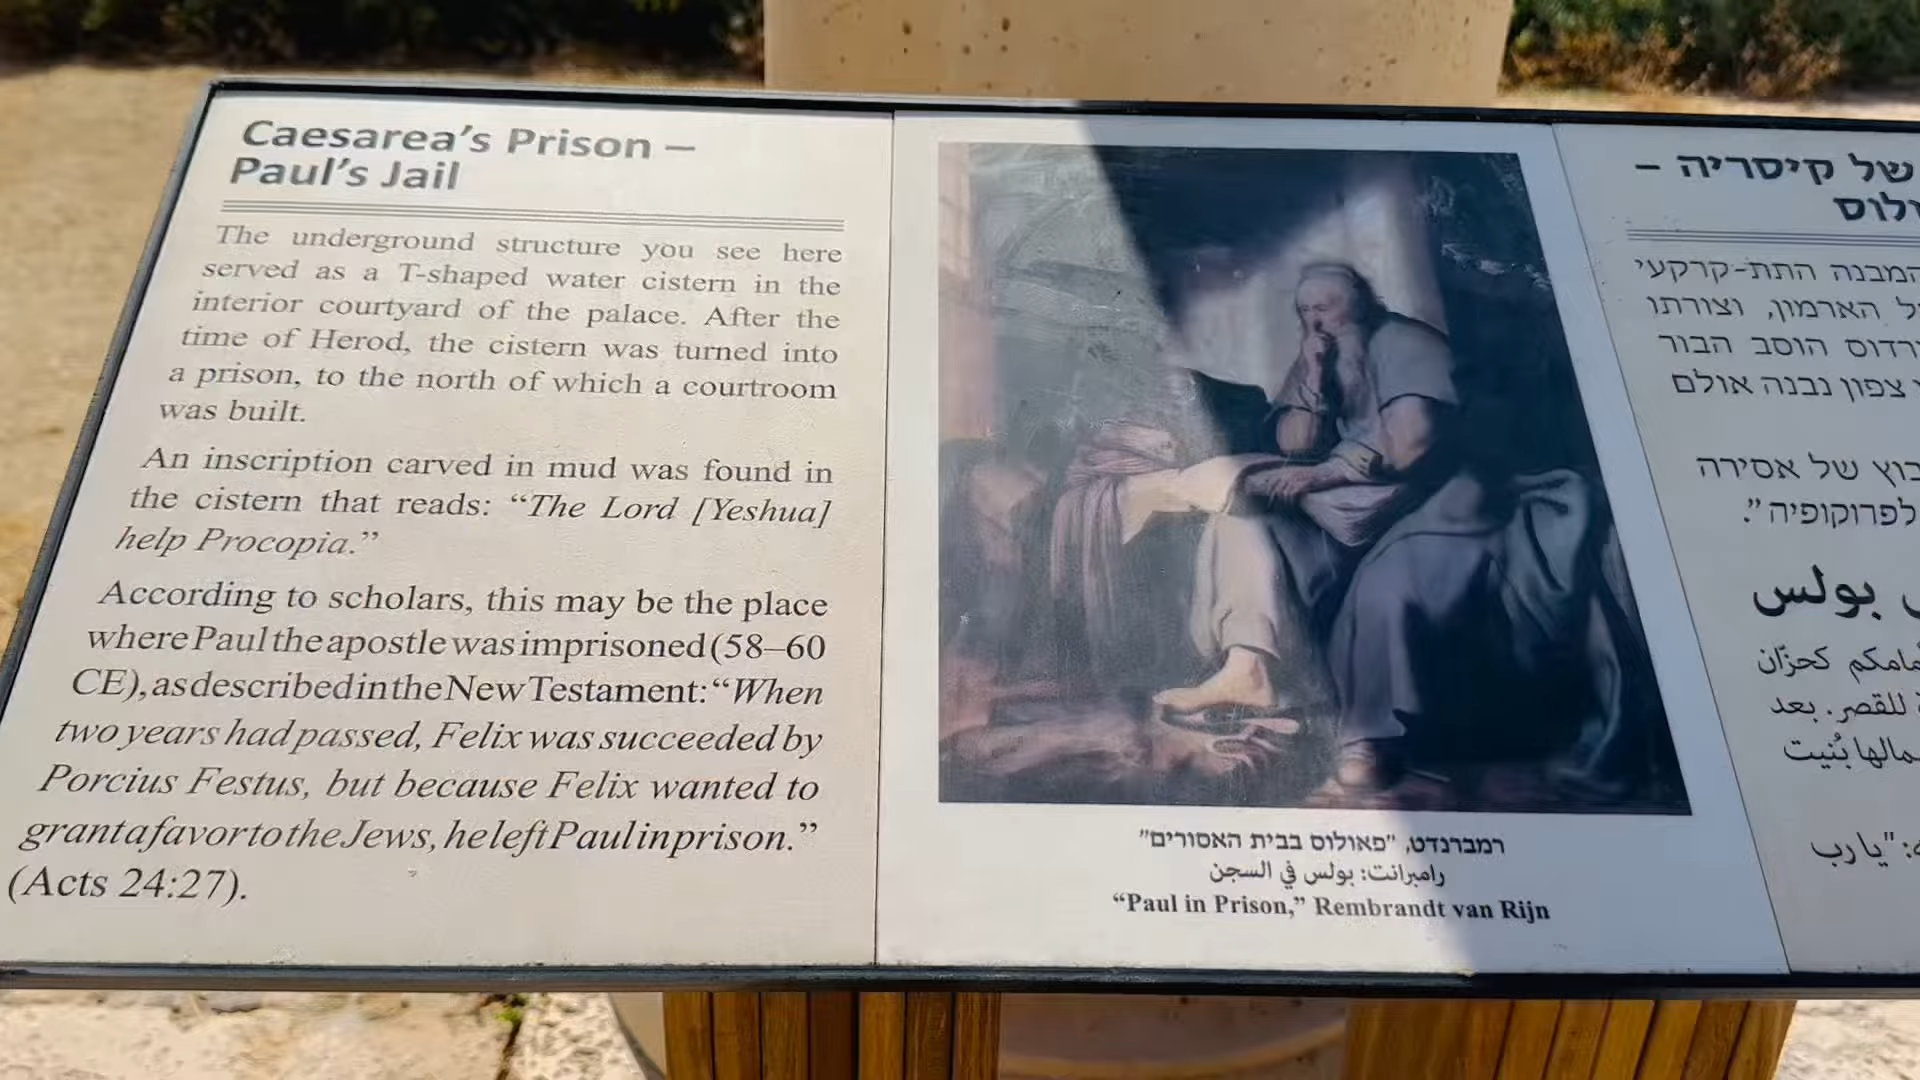 Caesarea’s Prison –
Paul’s Jail
The underground structure you see here
served as a T-shaped water cistern in the
interior courtyard of the palace. After the
time of Herod, the cistern was turned into
a prison, to the north of which a courtroom
was built.
An inscription carved in mud was found in
the cistern that reads: “The Lord [Yeshua]
help Procopia.”
According to scholars, this may be the place
where Paul the apostle was imprisoned (58–60
CE), as described in the New Testament: “When
two years had passed, Felix was succeeded by
Porcius Festus, but because Felix wanted to
grant a favor to the Jews, he left Paul in prison.”
(Acts 24:27).
רמברנדט, "פאולוס בבית האסורים"
رامبرانت: بولس في السجن
“Paul in Prison,” Rembrandt van Rijn
של קיסריה –
המבנה התת-קרקעי
הארמון, וצורתו
הוסב הבור
צפון נבנה אולם
של אסירה
לפרוקופיה".
بولس
كخزّان
للقصر. بعد
بُنيت
"يا رب